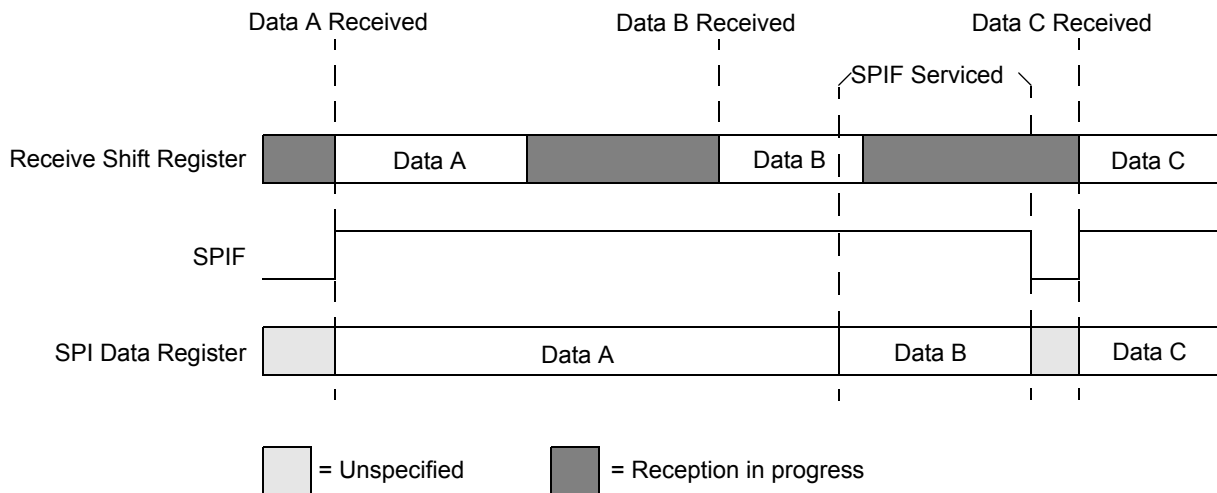 Data A Received Data B Received Data C Received
SPIF Serviced
Receive Shift Register Data A Data B Data C
SPIF
SPI Data Register Data A Data B Data C
= Unspecified = Reception in progress